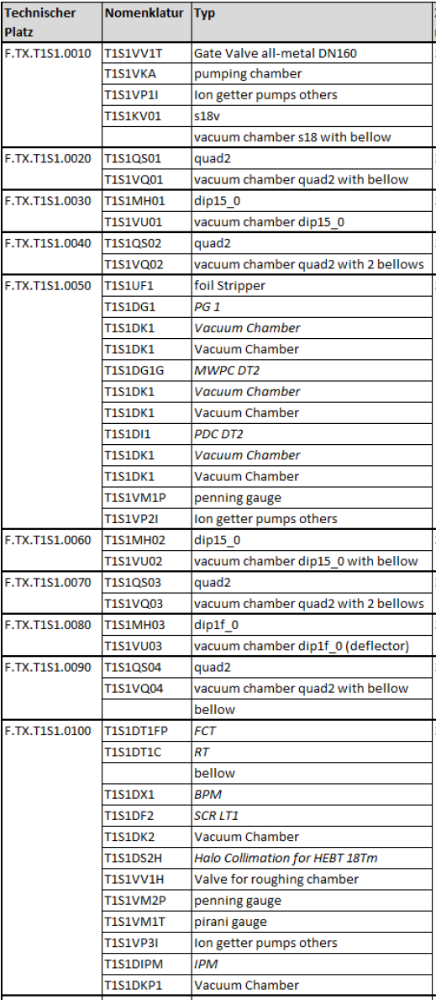 Technischer Platz Nomenklatur Typ
F.TX.T1S1.0010 T1S1VV1T Gate Valve all-metal DN160
T1S1VKA pumping chamber
T1S1VP1I Ion getter pumps others
T1S1KV01 s18v
vacuum chamber s18 with bellow
F.TX.T1S1.0020 T1S1QS01 quad2
T1S1VQ01 vacuum chamber quad2 with bellow
F.TX.T1S1.0030 T1S1MH01 dip15_0
T1S1VU01 vacuum chamber dip15_0
F.TX.T1S1.0040 T1S1QS02 quad2
T1S1VQ02 vacuum chamber quad2 with 2 bellows
F.TX.T1S1.0050 T1S1UF1 foil Stripper
T1S1DG1 PG 1
T1S1DK1 Vacuum Chamber
T1S1DK1 Vacuum Chamber
T1S1DG1G MWPC DT2
T1S1DK1 Vacuum Chamber
T1S1DK1 Vacuum Chamber
T1S1DI1 PDC DT2
T1S1DK1 Vacuum Chamber
T1S1DK1 Vacuum Chamber
T1S1VM1P penning gauge
T1S1VP2I Ion getter pumps others
F.TX.T1S1.0060 T1S1MH02 dip15_0
T1S1VU02 vacuum chamber dip15_0 with bellow
F.TX.T1S1.0070 T1S1QS03 quad2
T1S1VQ03 vacuum chamber quad2 with 2 bellows
F.TX.T1S1.0080 T1S1MH03 dip1f_0
T1S1VU03 vacuum chamber dip1f_0 (deflector)
F.TX.T1S1.0090 T1S1QS04 quad2
T1S1VQ04 vacuum chamber quad2 with bellow
bellow
F.TX.T1S1.0100 T1S1DT1FP FCT
T1S1DT1C RT
bellow
T1S1DX1 BPM
T1S1DF2 SCR LT1
T1S1DK2 Vacuum Chamber
T1S1DS2H Halo Collimation for HEBT 18Tm
T1S1VV1H Valve for roughing chamber
T1S1VM2P penning gauge
T1S1VM1T pirani gauge
T1S1VP3I Ion getter pumps others
T1S1DIPM IPM
T1S1DKP1 Vacuum Chamber